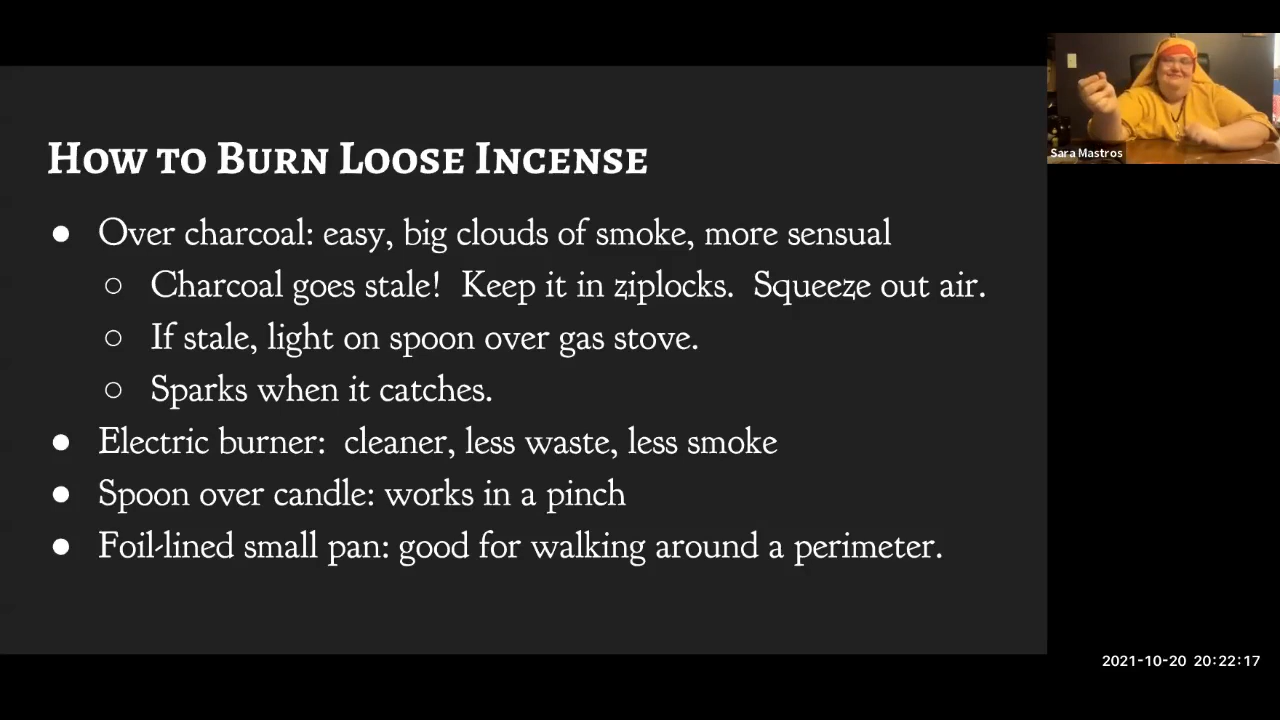 How to Burn Loose Incense
● Over charcoal: easy, big clouds of smoke, more sensual
○ Charcoal goes stale!  Keep it in ziplocks.  Squeeze out air.
○ If stale, light on spoon over gas stove.
○ Sparks when it catches.
● Electric burner:  cleaner, less waste, less smoke
● Spoon over candle: works in a pinch
● Foil-lined small pan: good for walking around a perimeter.
Sara Mastros
2021-10-20 20:22:17